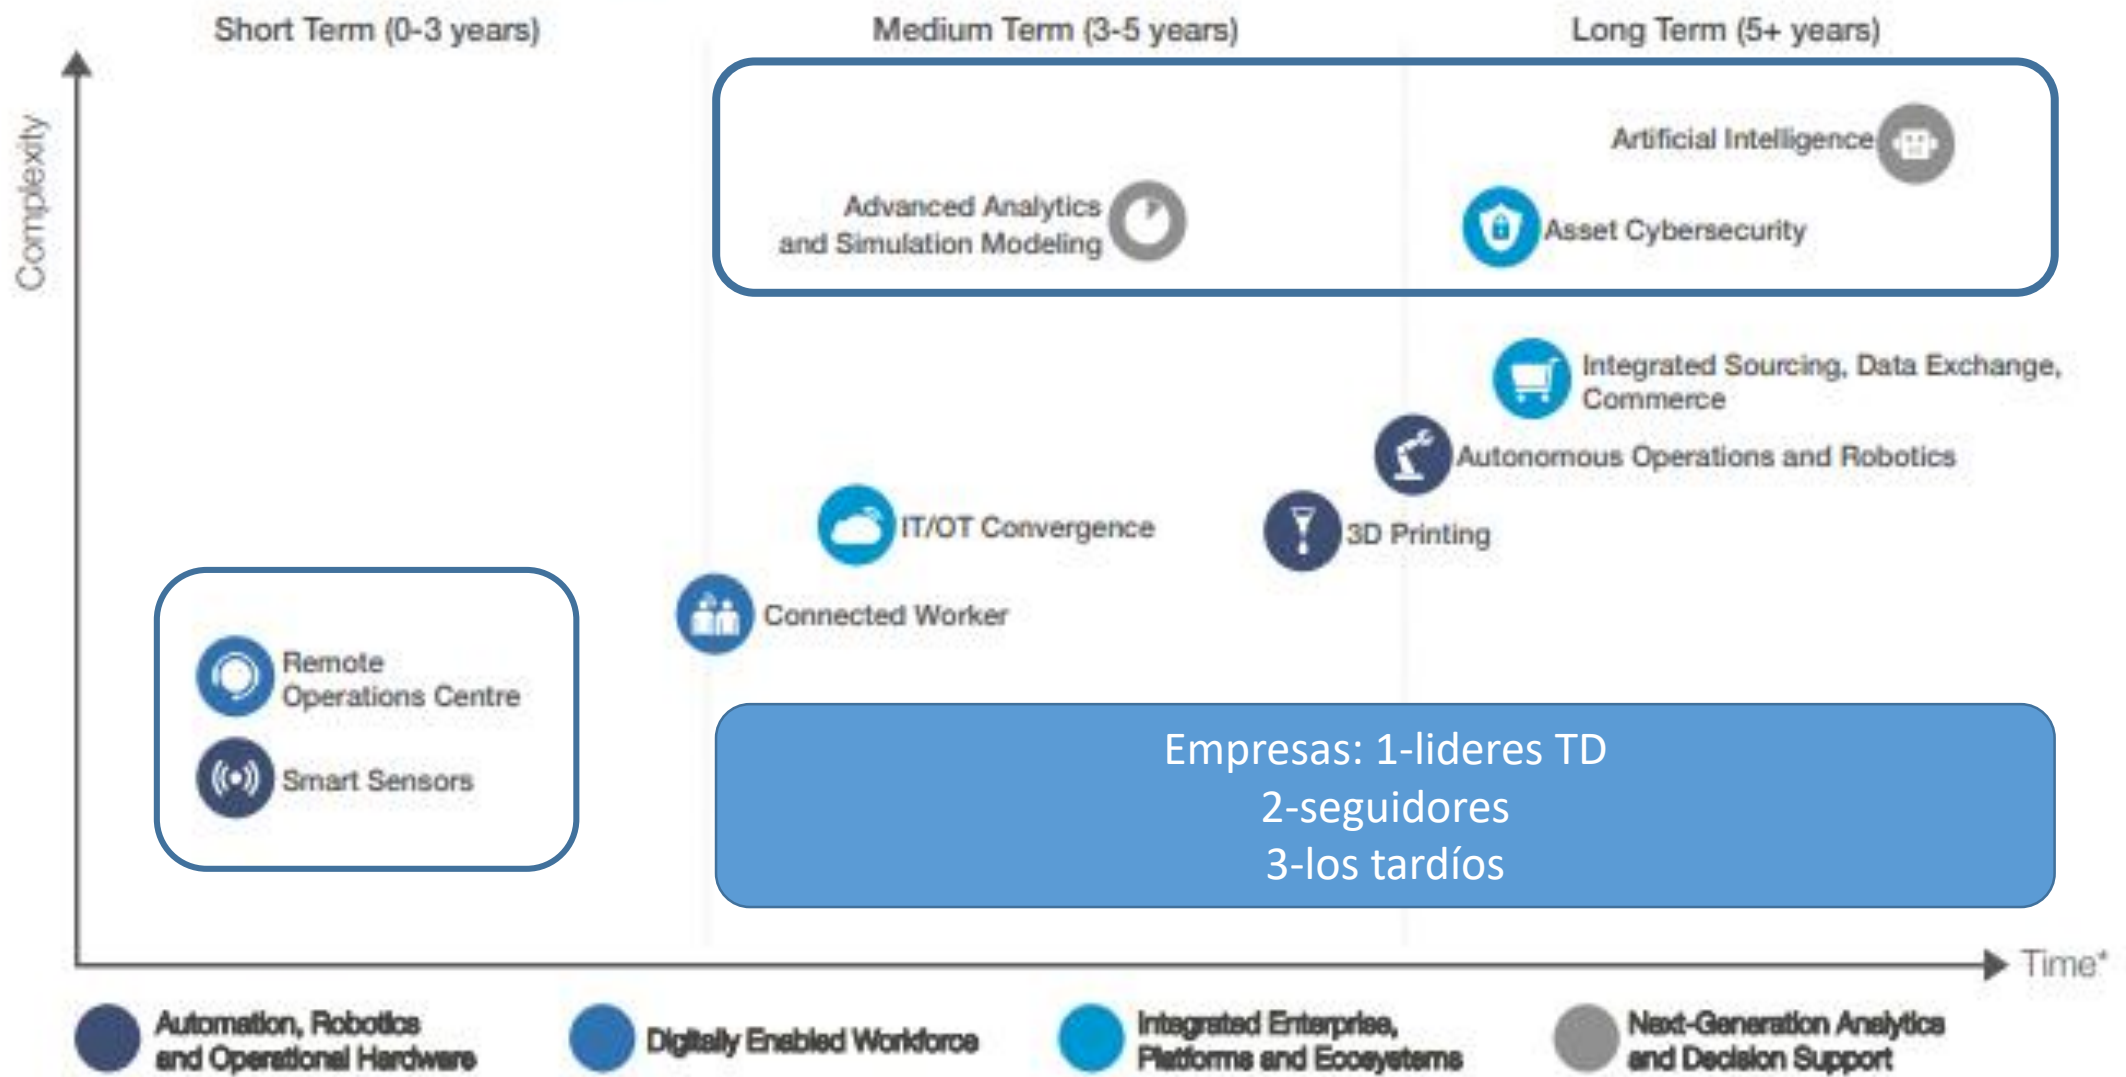 Short Term (0-3 years)
Medium Term (3-5 years)
Long Term (5+ years)
Complexity
Artificial Intelligence
Advanced Analytics
and Simulation Modeling
Asset Cybersecurity
Integrated Sourcing, Data Exchange,
Commerce
Autonomous Operations and Robotics
IT/OT Convergence
3D Printing
Connected Worker
Remote
Operations Centre
Smart Sensors
Empresas: 1-lideres TD
2-seguidores
3-los tardíos
Time*
Automation, Robotics
and Operational Hardware
Digitally Enabled Workforce
Integrated Enterprise,
Platforms and Ecosystems
Next-Generation Analytics
and Decision Support